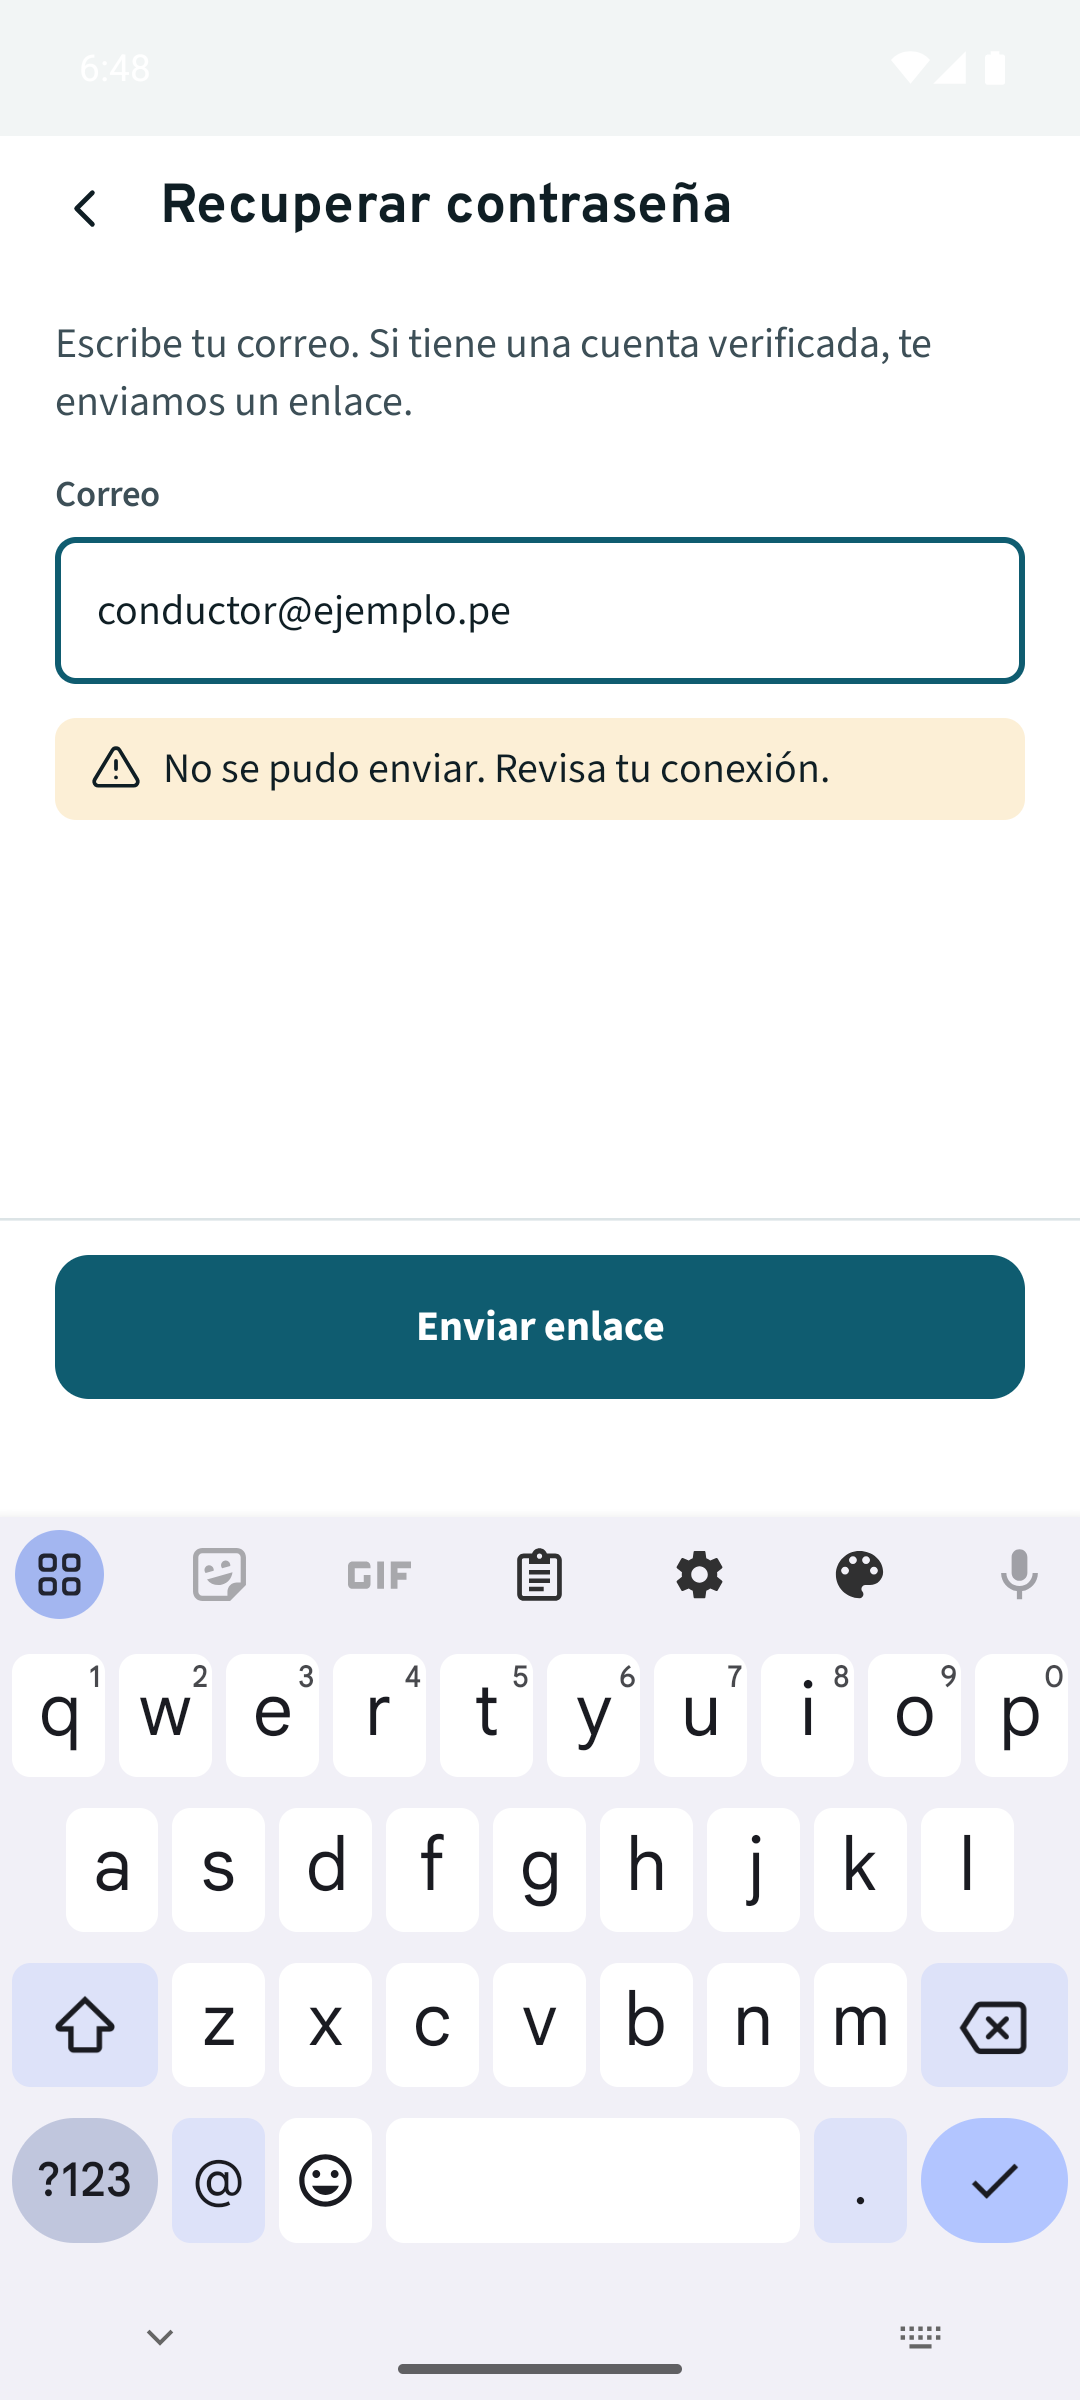 6:48
Recuperar contraseña
Escribe tu correo. Si tiene una cuenta verificada, te
enviamos un enlace.
Correo
conductor@ejemplo.pe
No se pudo enviar. Revisa tu conexión.
Enviar enlace
GIF
q1 w2 e3 r4 t5 y6 u7 i8 o9 p0
a s d f g h j k l
z x c v b n m
?123 @ .